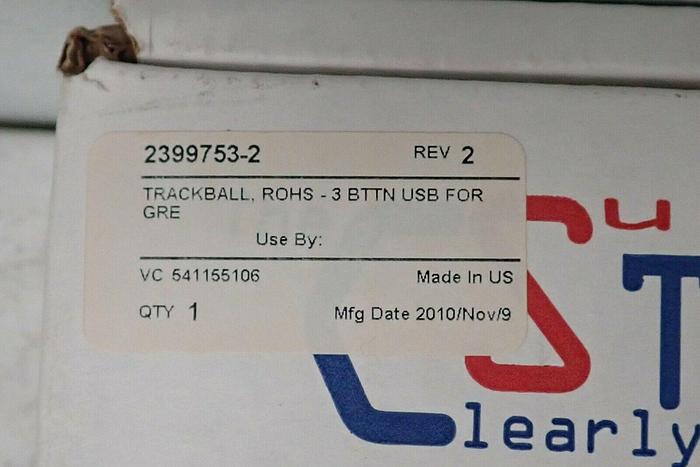 2399753-2 REV 2
TRACKBALL, ROHS - 3 BTTN USB FOR
GRE
Use By:
VC 541155106 Made In US
QTY 1 Mfg Date 2010/Nov/9
learly